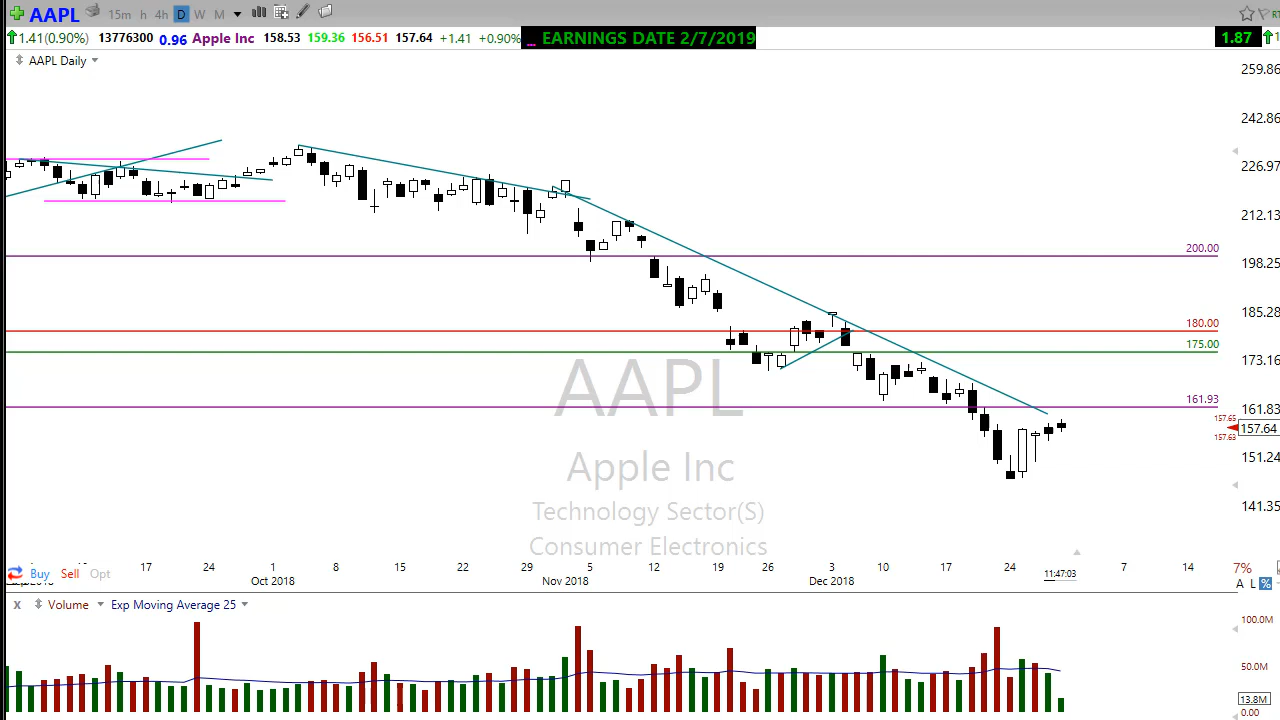 AAPL 15m h 4h D W M
1.41(0.90%) 13776300 0.96 Apple Inc 158.53 159.36 156.51 157.64 +1.41 +0.90% EARNINGS DATE 2/7/2019 1.87
AAPL Daily
259.86
242.86
226.97
212.13
200.00
198.25
185.28
180.00
175.00
173.16
161.93
161.83
157.65
157.64
157.63
151.24
141.35
AAPL
Apple Inc
Technology Sector(S)
Consumer Electronics
17 24 1 8 15 22 29 5 12 19 26 3 10 17 24 7 14 7%
Buy Sell Opt Oct 2018 Nov 2018 Dec 2018 11:47:03 A L %
x Volume Exp Moving Average 25
100.0M
50.0M
13.8M
0.00